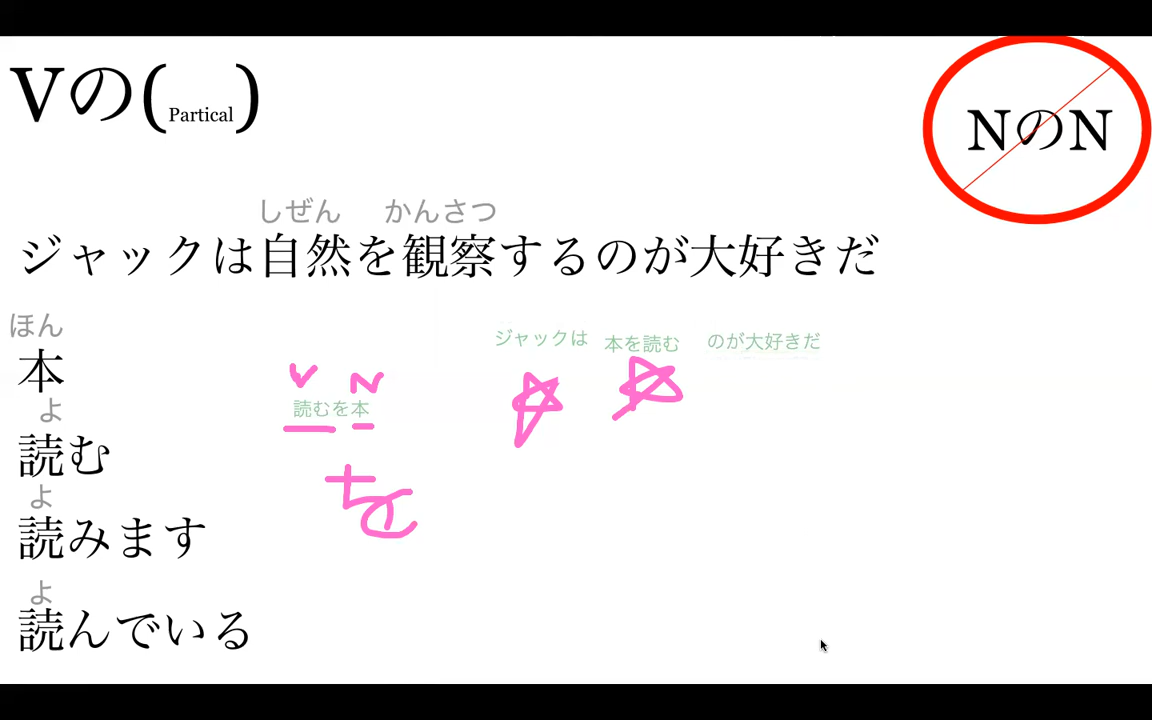 Vの(Partical)
NのN
しぜん かんさつ
ジャックは自然を観察するのが大好きだ
ほん
本
よ
読む
よ
読みます
よ
読んでいる
ジャックは 本を読む のが大好きだ
V N
読むを本
を